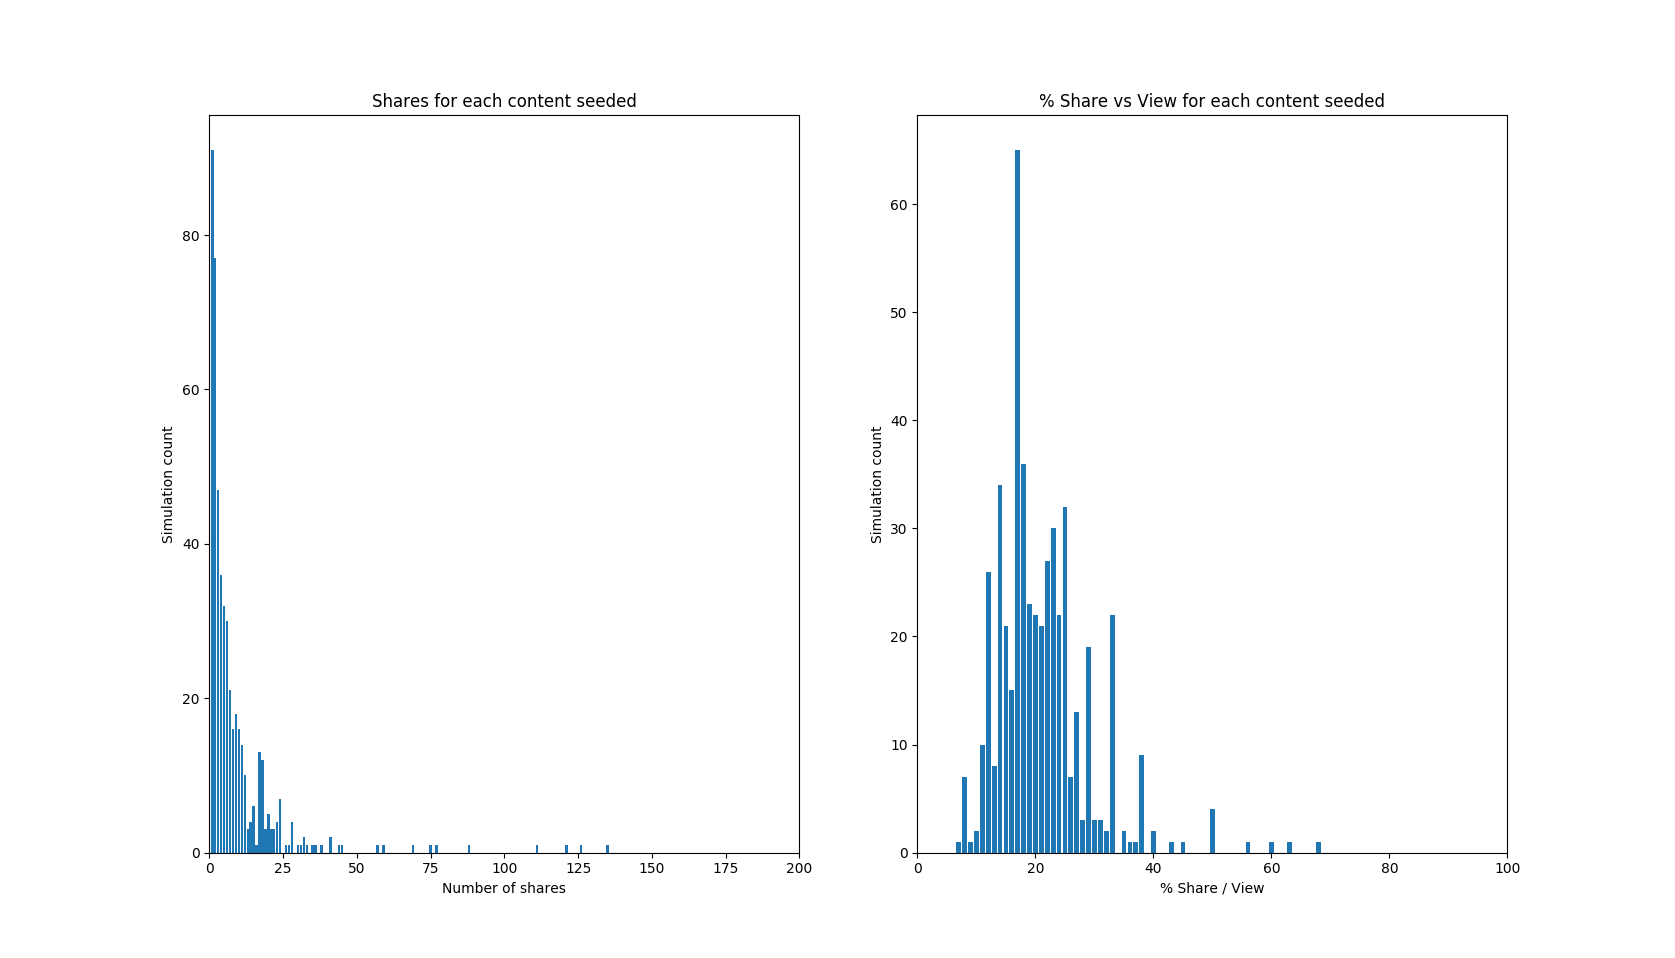 Shares for each content seeded
80
60
40
20
0
Simulation count
0 25 50 75 100 125 150 175 200
Number of shares
% Share vs View for each content seeded
60
50
40
30
20
10
0
Simulation count
0 20 40 60 80 100
% Share / View